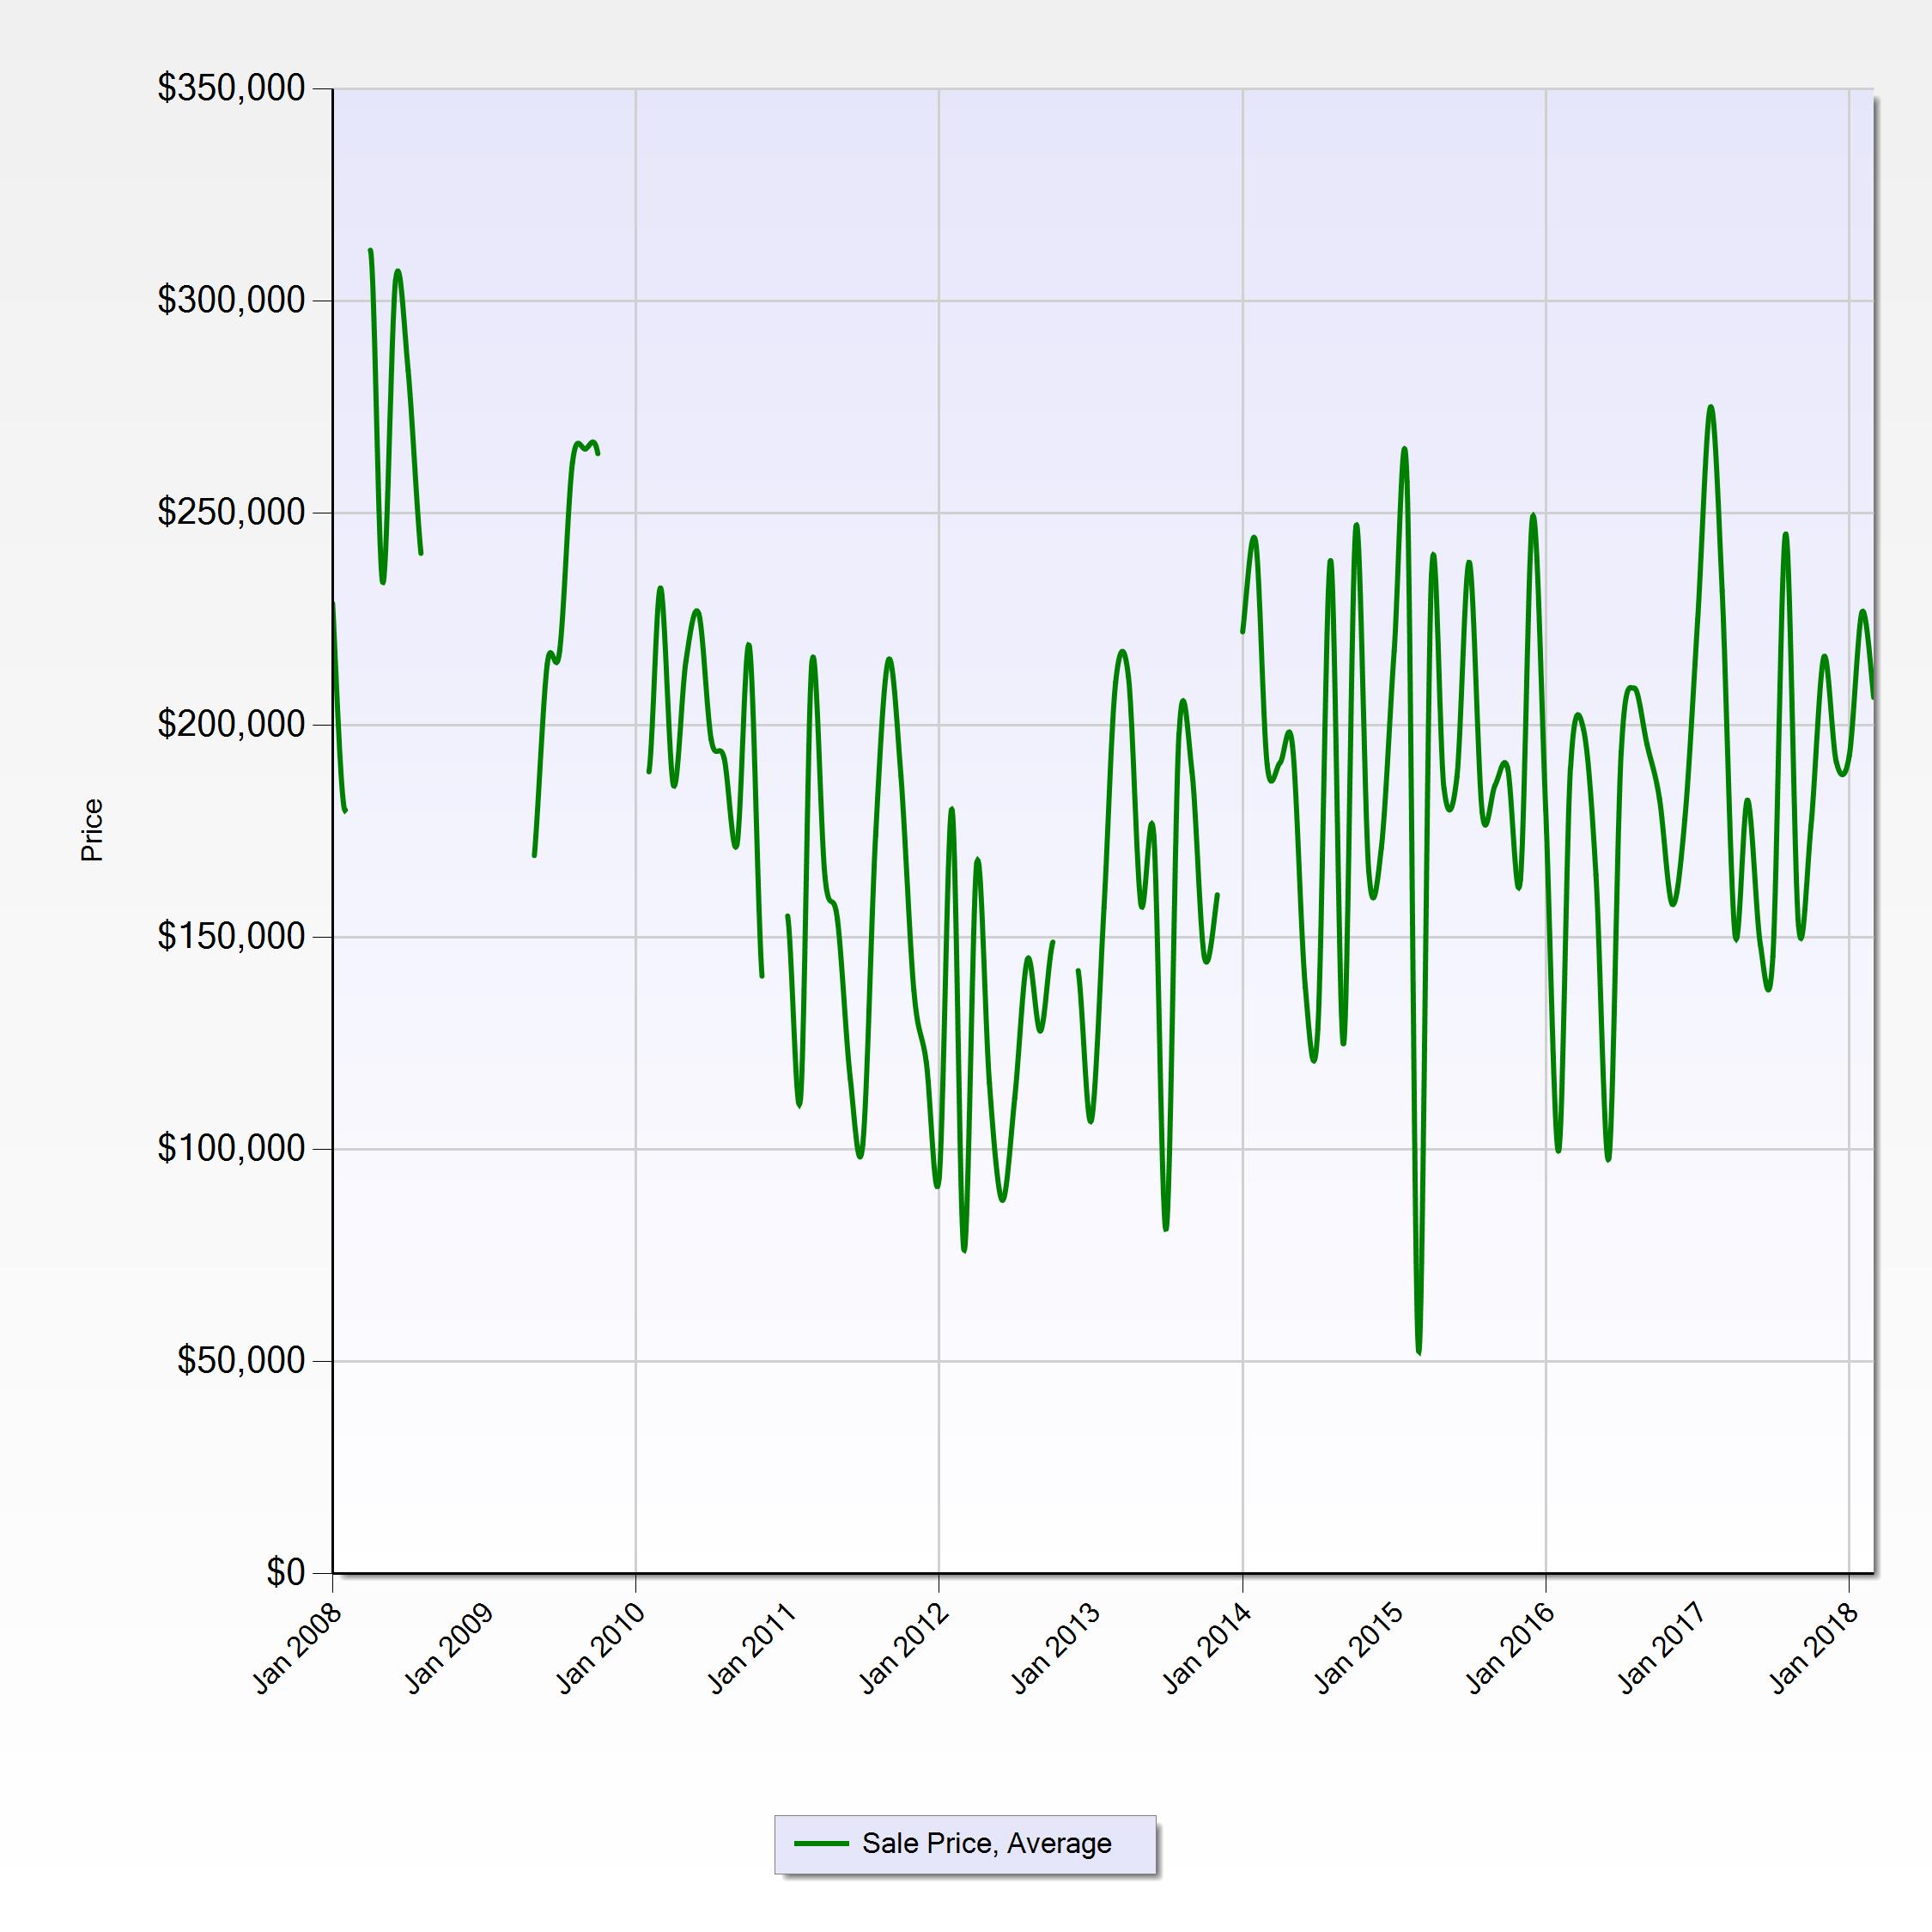 $350,000
$300,000
$250,000
$200,000
$150,000
$100,000
$50,000
$0
Price
Jan 2008
Jan 2009
Jan 2010
Jan 2011
Jan 2012
Jan 2013
Jan 2014
Jan 2015
Jan 2016
Jan 2017
Jan 2018
Sale Price, Average